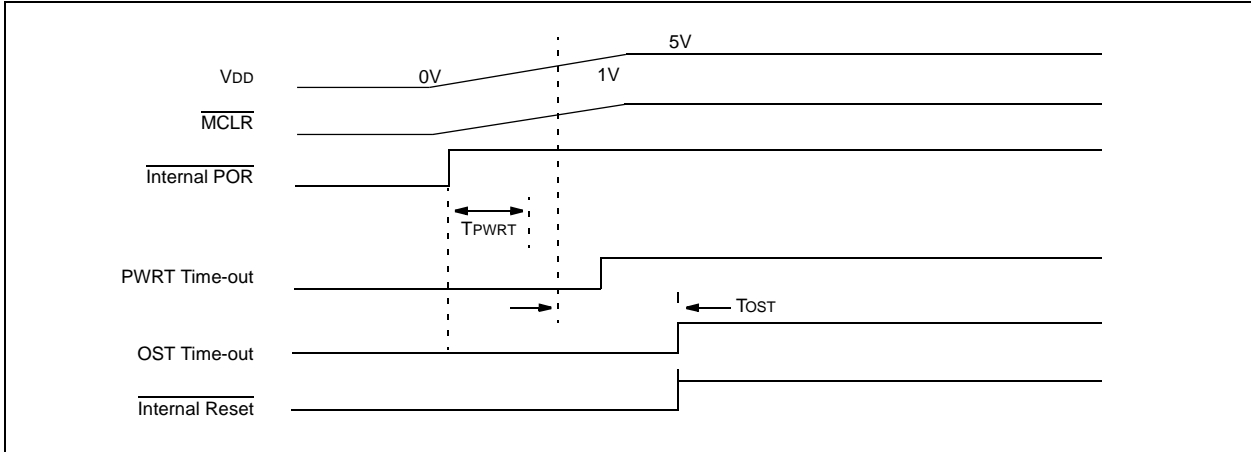 5V
VDD 0V 1V
MCLR
Internal POR
TPWRT
PWRT Time-out
TOST
OST Time-out
Internal Reset